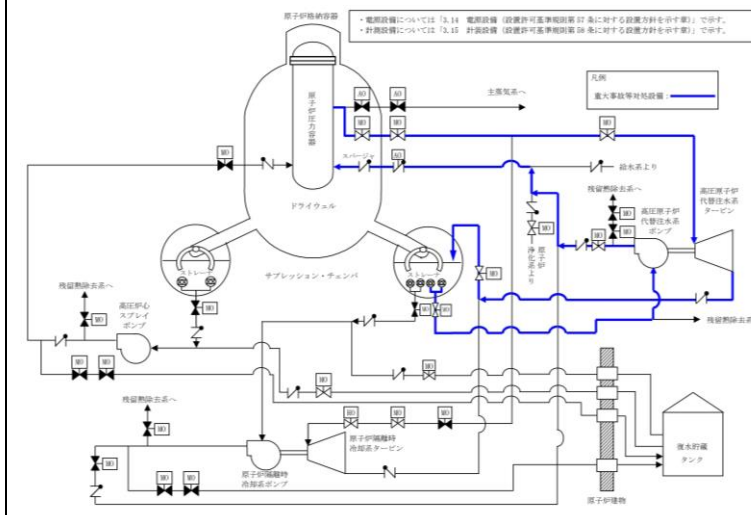 原子炉格納容器
・電源設備については「3.14 電源設備(設置許可基準規則第57条に対する設置方針を示す章)」で示す。
・計測設備については「3.15 計装設備(設置許可基準規則第58条に対する設置方針を示す章)」で示す。
凡例
重大事故等対処設備:
原子炉圧力容器
AO
AO
主蒸気系へ
MO
MO
MO
MO
スパージャ
AO
給水系より
ドライウェル
残留熱除去系へ
高圧原子炉
代替注水系
ポンプ
高圧原子炉
代替注水系
タービン
MO
MO
MO
MO
原子炉
浄化系より
ストレーナ
ストレーナ
サプレッション・チェンバ
MO
残留熱除去系へ
高圧炉心
スプレイ
ポンプ
MO
MO
MO
MO
残留熱除去系へ
MO
MO
MO
MO
残留熱除去系へ
MO
HO
MO
MO
原子炉隔離時
冷却系タービン
MO
原子炉隔離時
冷却系ポンプ
MO
MO
復水貯蔵
タンク
原子炉建物